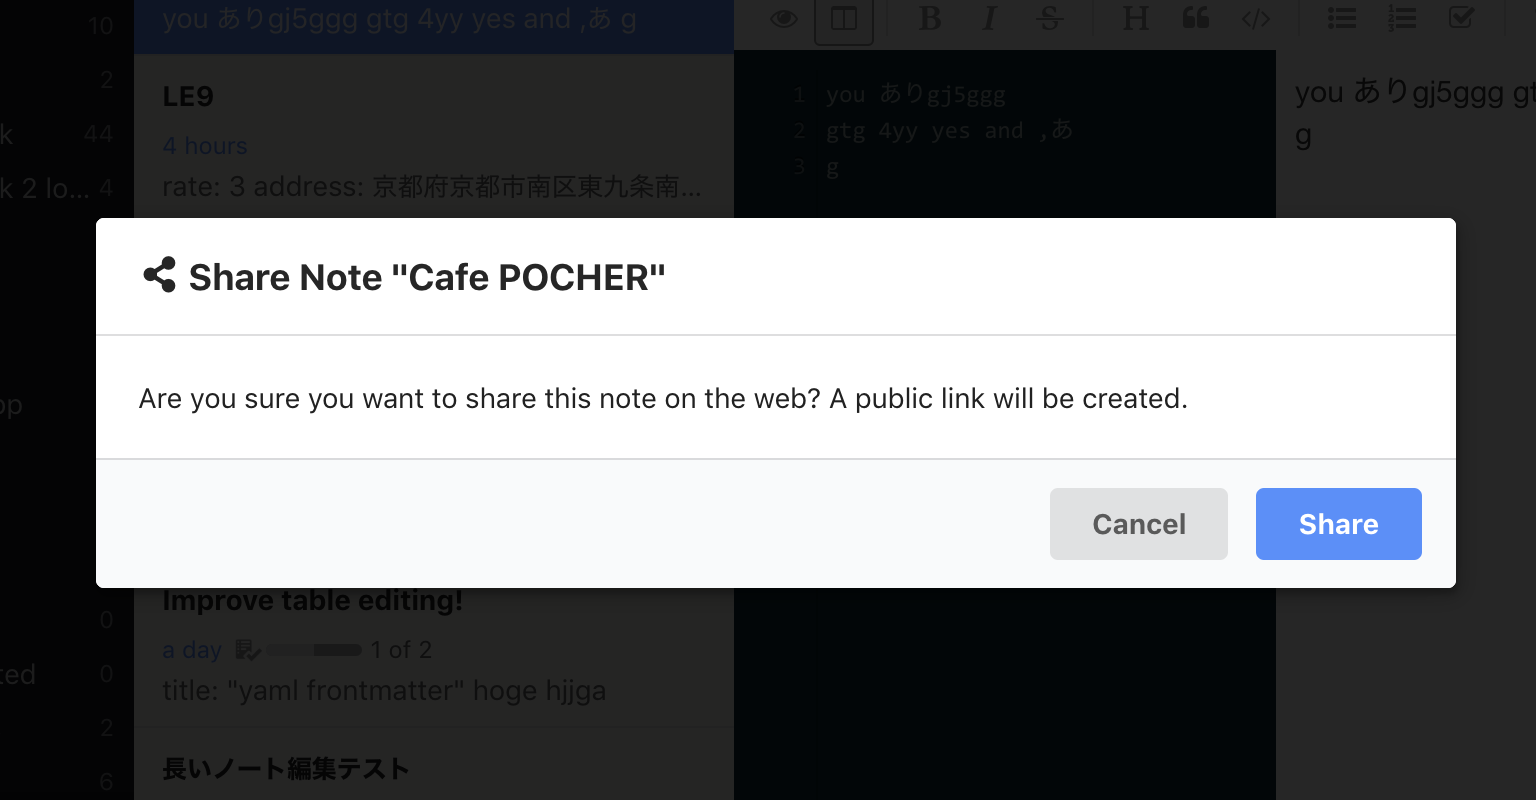 10
you ありgj5ggg gtg 4yy yes and ,あ g
B I S H </>
2
LE9
1 you ありgj5ggg
you ありgj5ggg gt
k 44
4 hours
2 gtg 4yy yes and ,あ
g
3 g
k 2 lo... 4
rate: 3 address: 京都府京都市南区東九条南...
Share Note "Cafe POCHER"
Are you sure you want to share this note on the web? A public link will be created.
pp
Cancel
Share
Improve table editing!
0
a day 1 of 2
ted 0
title: "yaml frontmatter" hoge hjjga
2
長いノート編集テスト
6